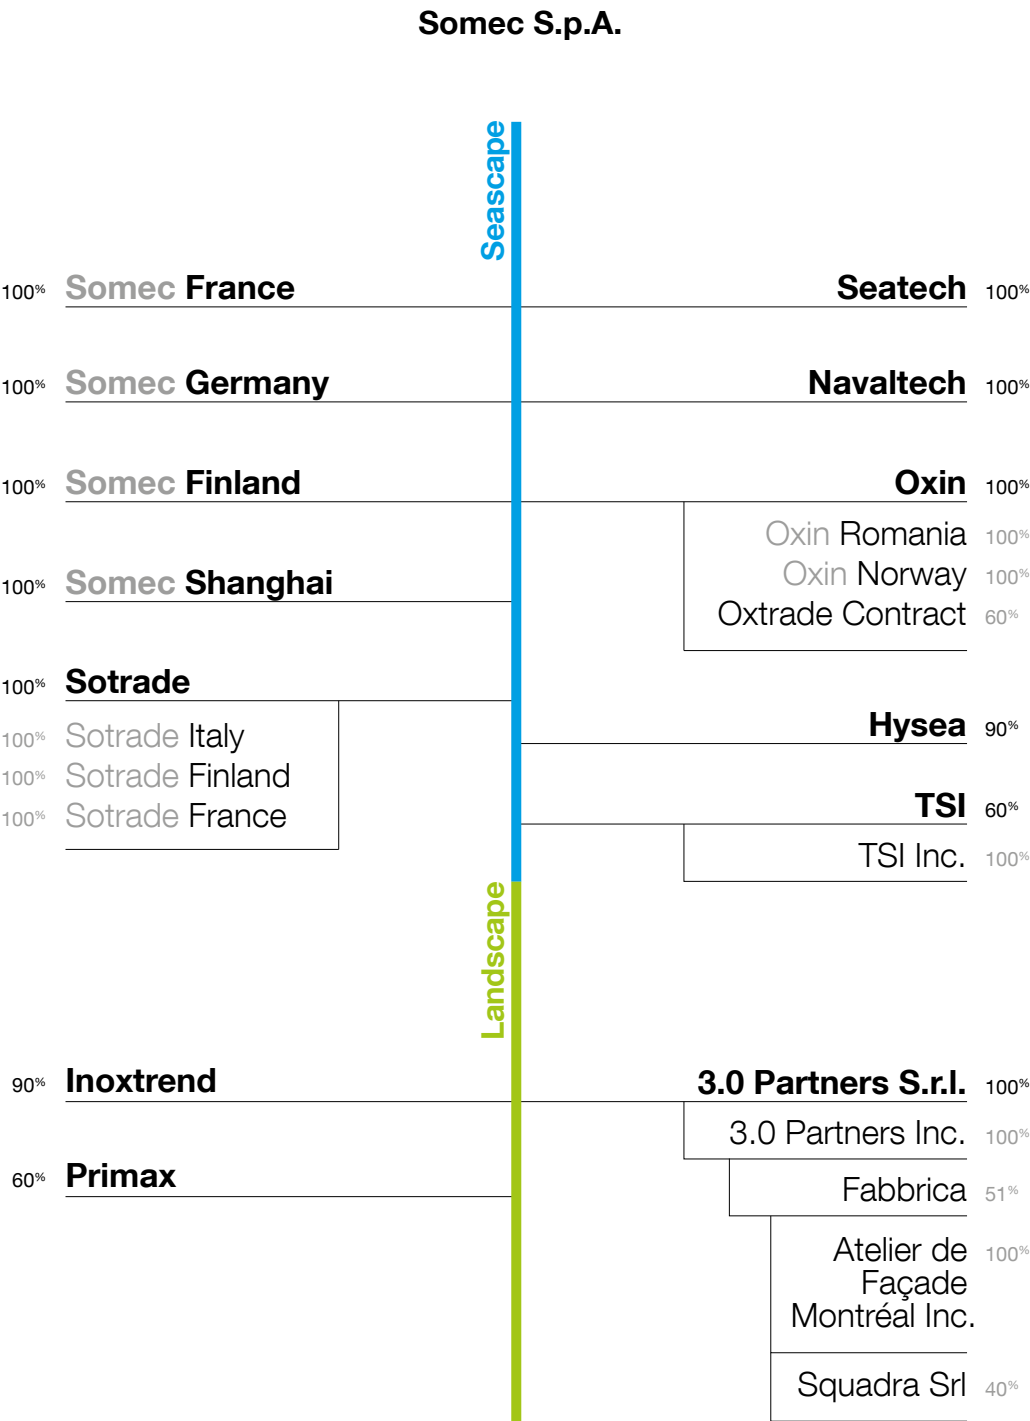 Somec S.p.A.
Seascape
100% Somec France
Seatech 100%
100% Somec Germany
Navaltech 100%
100% Somec Finland
Oxin 100%
Oxin Romania 100%
Oxin Norway 100%
Oxtrade Contract 60%
100% Somec Shanghai
100% Sotrade
100% Sotrade Italy
100% Sotrade Finland
100% Sotrade France
Hysea 90%
TSI 60%
TSI Inc. 100%
Landscape
90% Inoxtrend
60% Primax
3.0 Partners S.r.l. 100%
3.0 Partners Inc. 100%
Fabbrica 51%
Atelier de 100%
Façade
Montréal Inc.
Squadra Srl 40%